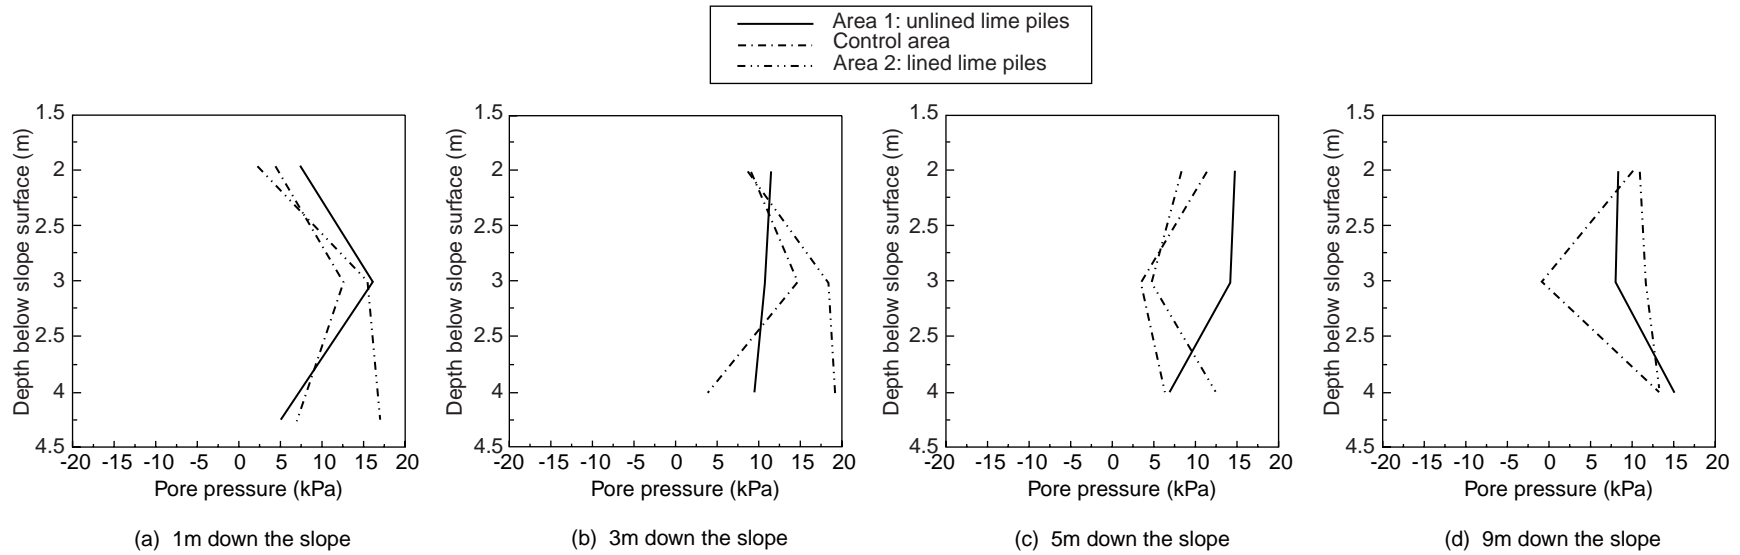 Area 1: unlined lime piles
Control area
Area 2: lined lime piles
Depth below slope surface (m)
1.5
2
2.5
3
2.5
4
4.5
-20 -15 -10 -5 0 5 10 15 20
Pore pressure (kPa)
(a) 1m down the slope
Depth below slope surface (m)
1.5
2
2.5
3
2.5
4
4.5
-20 -15 -10 -5 0 5 10 15 20
Pore pressure (kPa)
(b) 3m down the slope
Depth below slope surface (m)
1.5
2
2.5
3
2.5
4
4.5
-20 -15 -10 -5 0 5 10 15 20
Pore pressure (kPa)
(c) 5m down the slope
Depth below slope surface (m)
1.5
2
2.5
3
2.5
4
4.5
-20 -15 -10 -5 0 5 10 15 20
Pore pressure (kPa)
(d) 9m down the slope